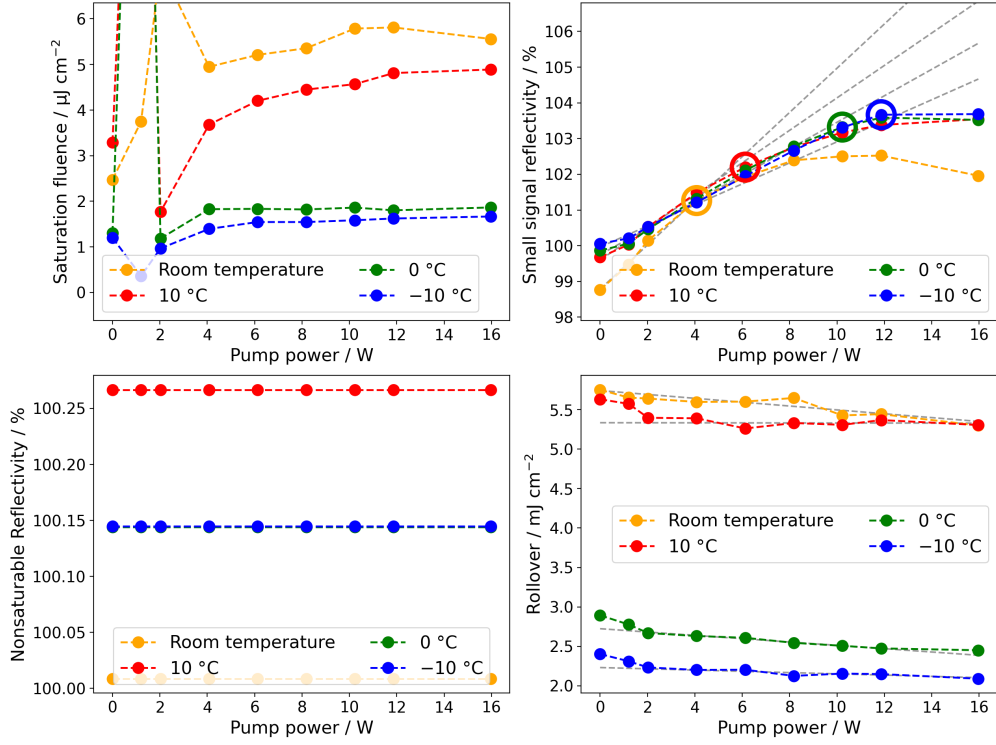 Saturation fluence / μJ cm⁻²
6
5
4
3
2
1
0
Room temperature
10 °C
0 °C
−10 °C
0 2 4 6 8 10 12 14 16
Pump power / W
Small signal reflectivity / %
106
105
104
103
102
101
100
99
98
Room temperature
10 °C
0 °C
−10 °C
0 2 4 6 8 10 12 14 16
Pump power / W
Nonsaturable Reflectivity / %
100.25
100.20
100.15
100.10
100.05
100.00
Room temperature
10 °C
0 °C
−10 °C
0 2 4 6 8 10 12 14 16
Pump power / W
Rollover / mJ cm⁻²
5.5
5.0
4.5
4.0
3.5
3.0
2.5
2.0
Room temperature
10 °C
0 °C
−10 °C
0 2 4 6 8 10 12 14 16
Pump power / W